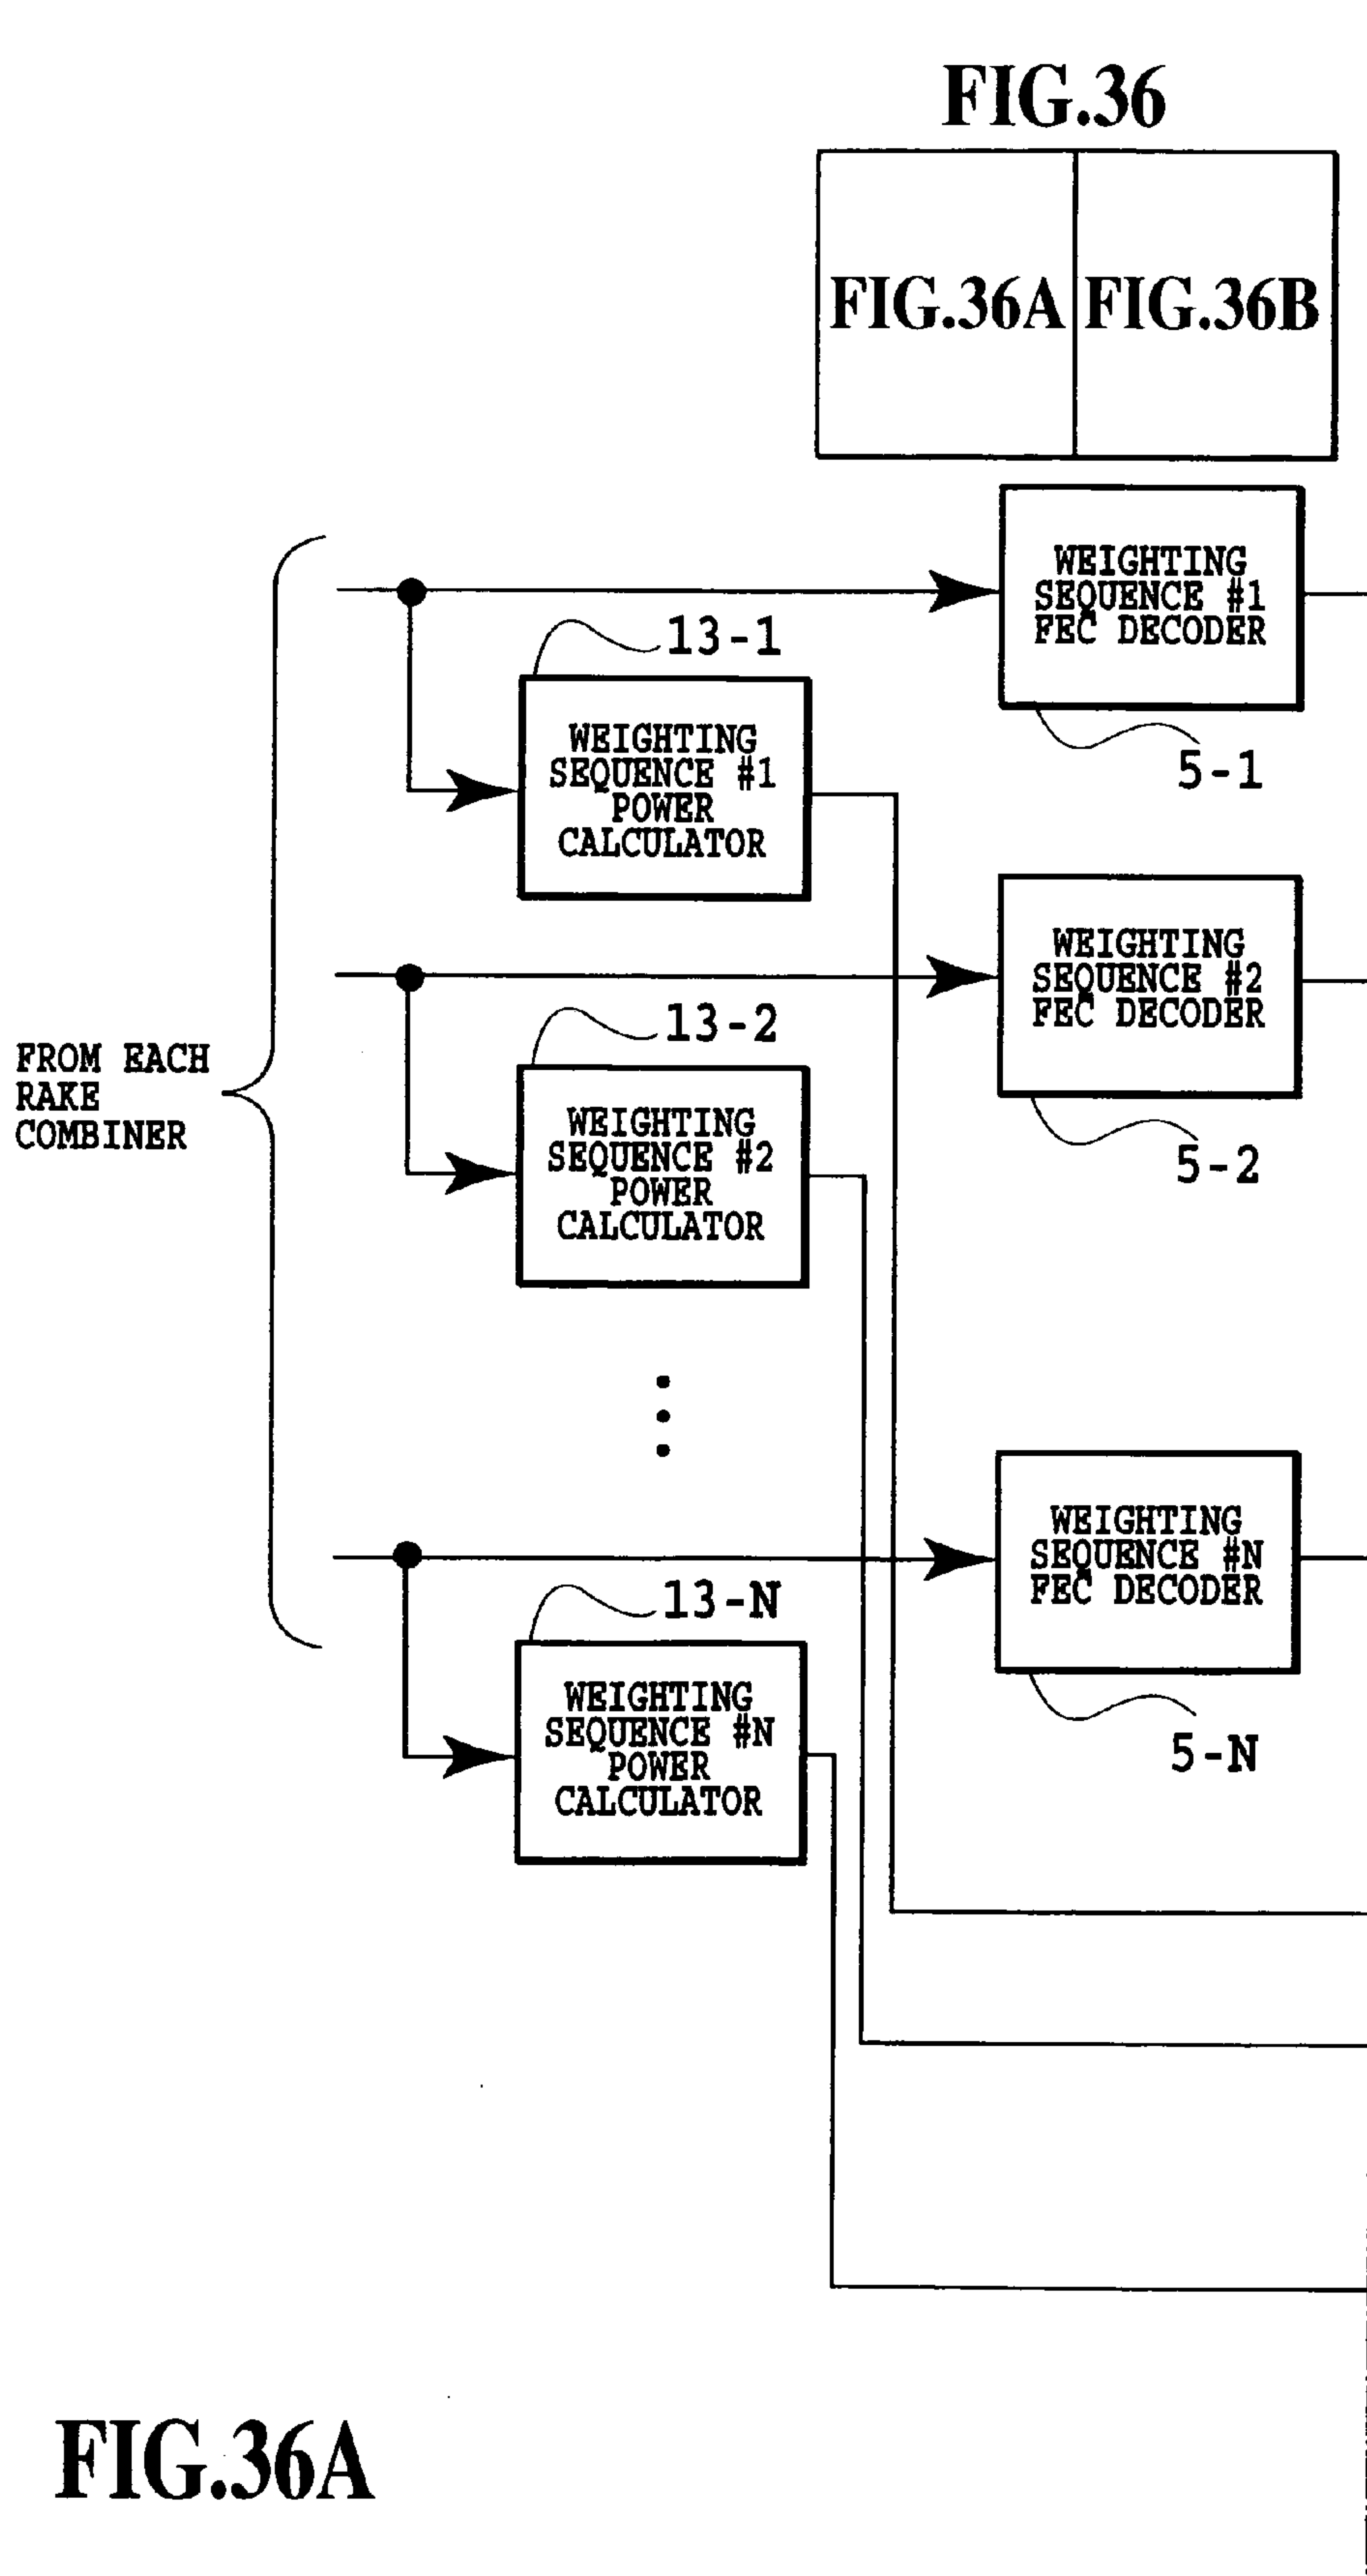 FIG.36
FIG.36A FIG.36B
WEIGHTING
SEQUENCE #1
FEC DECODER
5-1
13-1
WEIGHTING
SEQUENCE #1
POWER
CALCULATOR
WEIGHTING
SEQUENCE #2
FEC DECODER
5-2
13-2
WEIGHTING
SEQUENCE #2
POWER
CALCULATOR
FROM EACH
RAKE
COMBINER
WEIGHTING
SEQUENCE #N
FEC DECODER
5-N
13-N
WEIGHTING
SEQUENCE #N
POWER
CALCULATOR
FIG.36A